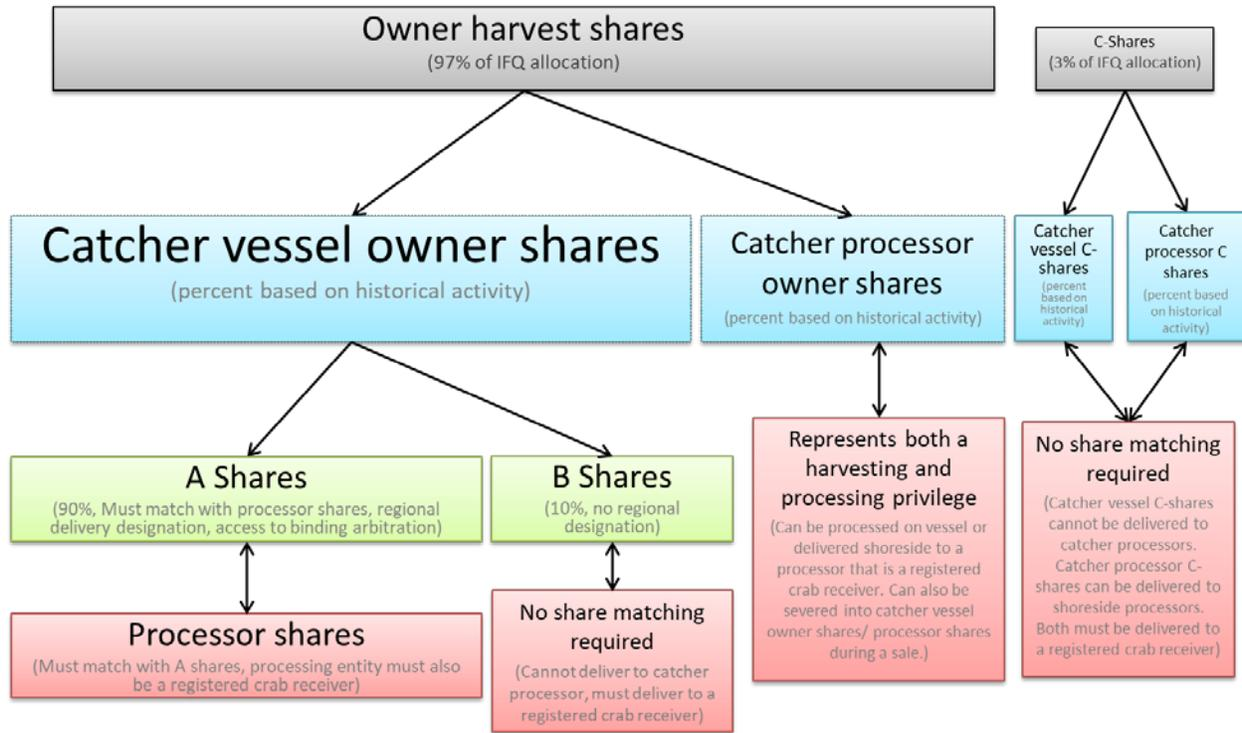 Owner harvest shares
(97% of IFQ allocation)
C-Shares
(3% of IFQ allocation)
Catcher vessel owner shares
(percent based on historical activity)
Catcher processor
owner shares
(percent based on historical activity)
Catcher
vessel C-
shares
(percent
based on
historical
activity)
Catcher
processor C
shares
(percent based
on historical
activity)
A Shares
(90%, Must match with processor shares, regional
delivery designation, access to binding arbitration)
B Shares
(10%, no regional
designation)
Represents both a
harvesting and
processing privilege
(Can be processed on vessel or
delivered shoreside to a
processor that is a registered
crab receiver. Can also be
severed into catcher vessel
owner shares/ processor shares
during a sale.)
No share matching
required
(Catcher vessel C-shares
cannot be delivered to
catcher processors.
Catcher processor C-
shares can be delivered to
shoreside processors.
Both must be delivered to
a registered crab receiver)
Processor shares
(Must match with A shares, processing entity must also
be a registered crab receiver)
No share matching
required
(Cannot deliver to catcher
processor, must deliver to a
registered crab receiver)